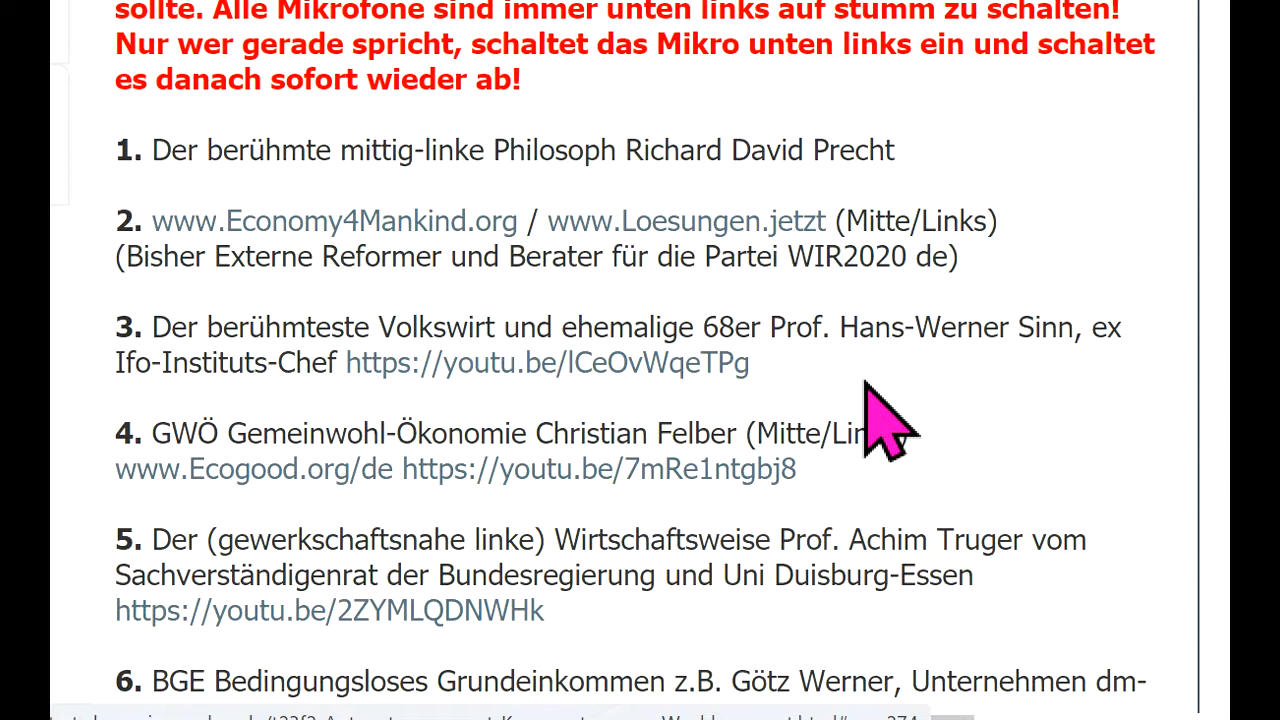 sollte. Alle Mikrofone sind immer unten links auf stumm zu schalten!
Nur wer gerade spricht, schaltet das Mikro unten links ein und schaltet
es danach sofort wieder ab!
1. Der berühmte mittig-linke Philosoph Richard David Precht
2. www.Economy4Mankind.org / www.Loesungen.jetzt (Mitte/Links)
(Bisher Externe Reformer und Berater für die Partei WIR2020 de)
3. Der berühmteste Volkswirt und ehemalige 68er Prof. Hans-Werner Sinn, ex
Ifo-Instituts-Chef https://youtu.be/lCeOvWqeTPg
4. GWÖ Gemeinwohl-Ökonomie Christian Felber (Mitte/Lin
www.Ecogood.org/de https://youtu.be/7mRe1ntgbj8
5. Der (gewerkschaftsnahe linke) Wirtschaftsweise Prof. Achim Truger vom
Sachverständigenrat der Bundesregierung und Uni Duisburg-Essen
https://youtu.be/2ZYMLQDNWHk
6. BGE Bedingungsloses Grundeinkommen z.B. Götz Werner, Unternehmen dm-